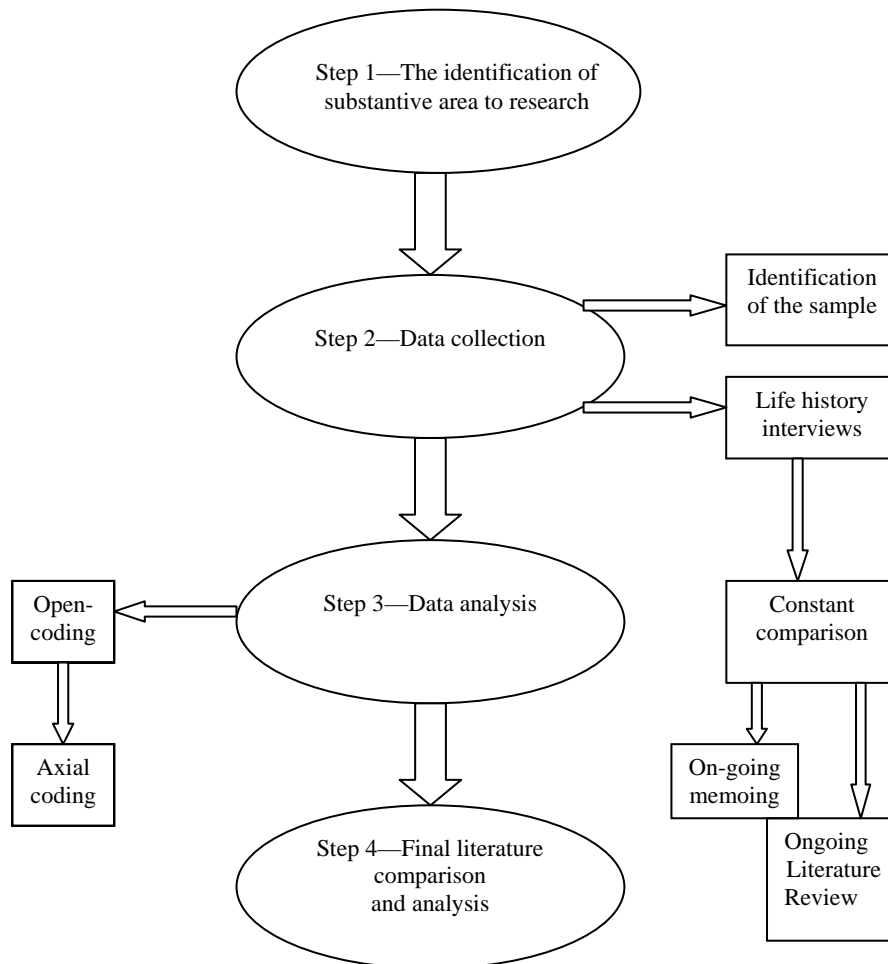 Step 1—The identification of
substantive area to research
Identification
of the sample
Step 2—Data collection
Life history
interviews
Open-
coding
Step 3—Data analysis
Constant
comparison
Axial
coding
On-going
memoing
Step 4—Final literature
comparison
and analysis
Ongoing
Literature
Review